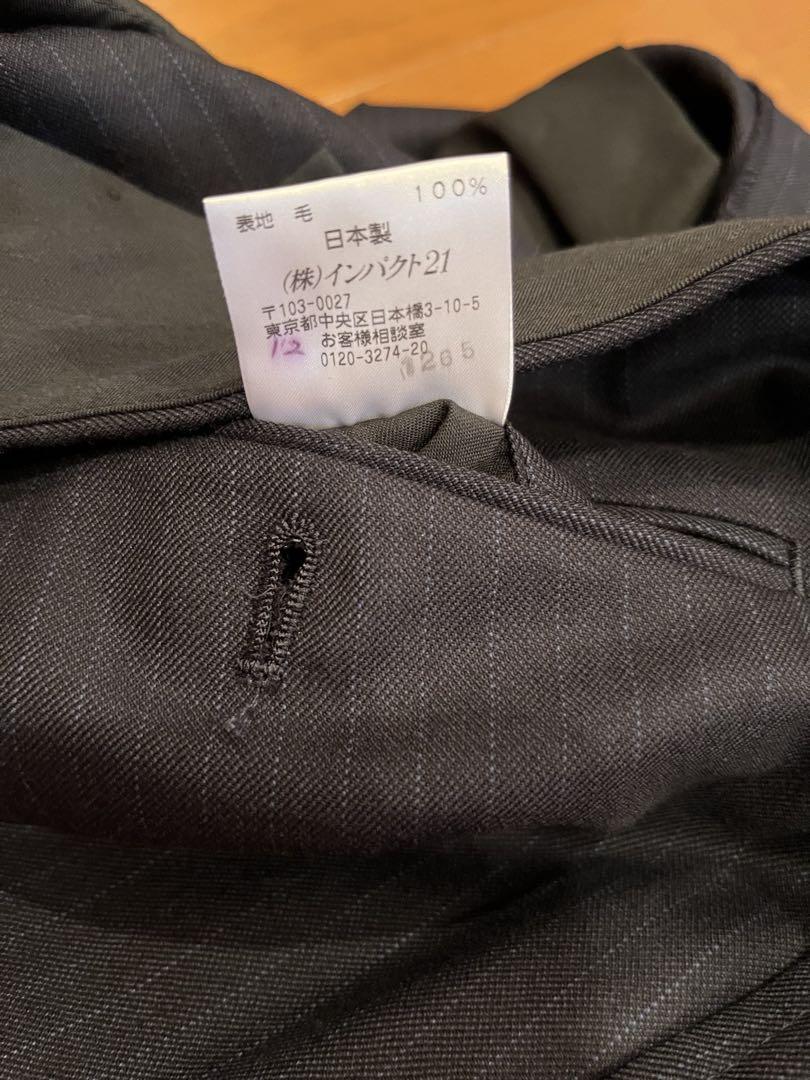 表地 毛 100%
日本製
(株)インパクト21
〒103-0027
東京都中央区日本橋3-10-5
お客様相談室
0120-3274-20
1265